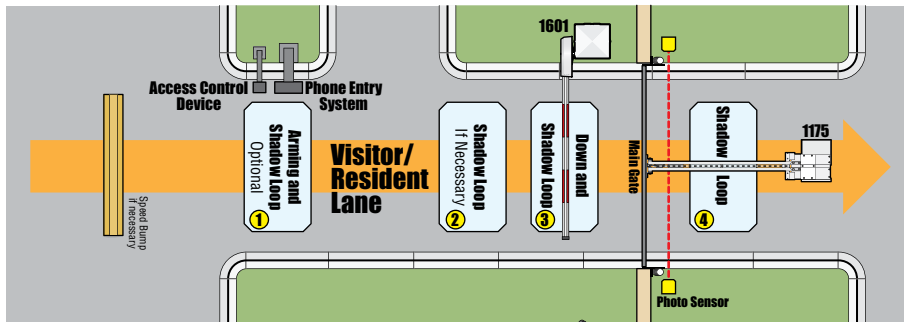 1601
Access Control
Device
Phone Entry
System
1175
Speed Bump
if necessary
Arming and
Shadow Loop
Optional
1
Visitor/
Resident
Lane
Shadow Loop
If Necessary
2
Down and
Shadow Loop
3
Main Gate
Shadow Loop
4
Photo Sensor